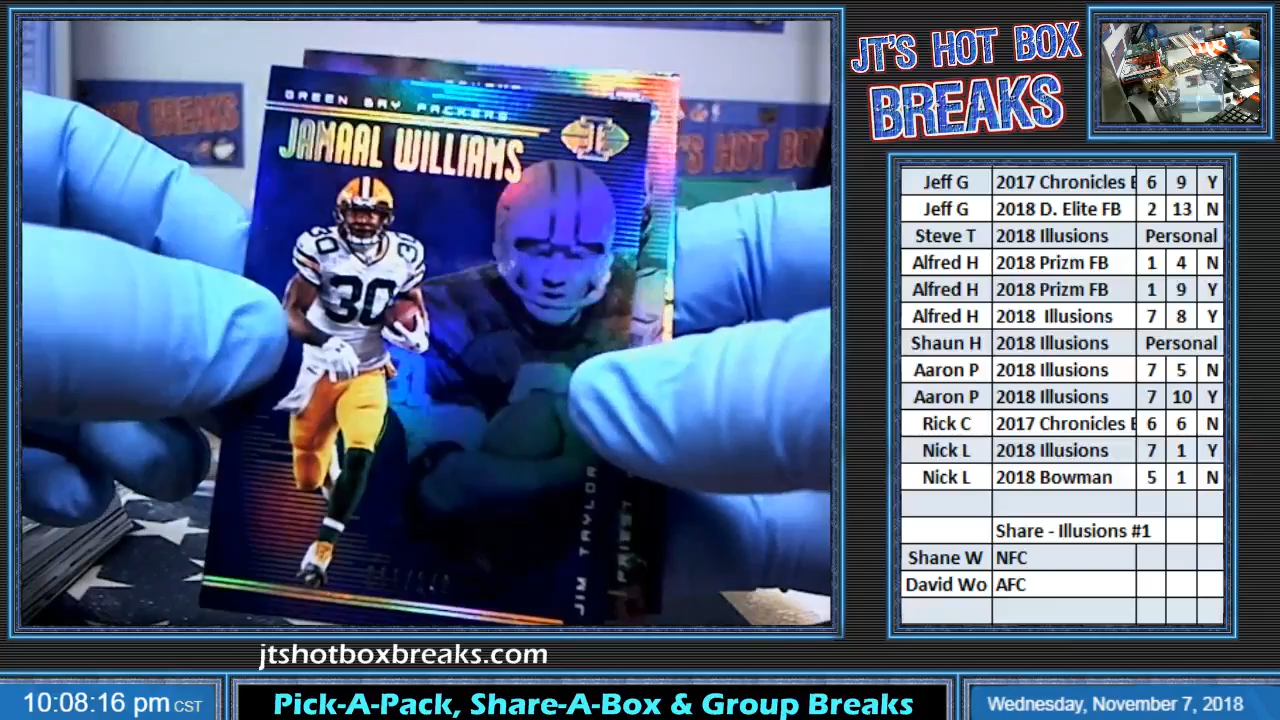 GREEN BAY PACKERS
JAMAAL WILLIAMS
30
30
30
JIM TAYLOR
PRIEST
JT'S HOT BOX
BREAKS
Jeff G 2017 Chronicles 6 9 Y
Jeff G 2018 D. Elite FB 2 13 N
Steve T 2018 Illusions Personal
Alfred H 2018 Prizm FB 1 4 N
Alfred H 2018 Prizm FB 1 9 Y
Alfred H 2018 Illusions 7 8 Y
Shaun H 2018 Illusions Personal
Aaron P 2018 Illusions 7 5 N
Aaron P 2018 Illusions 7 10 Y
Rick C 2017 Chronicles 6 6 N
Nick L 2018 Illusions 7 1 Y
Nick L 2018 Bowman 5 1 N
Share - Illusions #1
Shane W NFC
David Wo AFC
jtshotboxbreaks.com
10:08:16 pm CST
Pick-A-Pack, Share-A-Box & Group Breaks
Wednesday, November 7, 2018